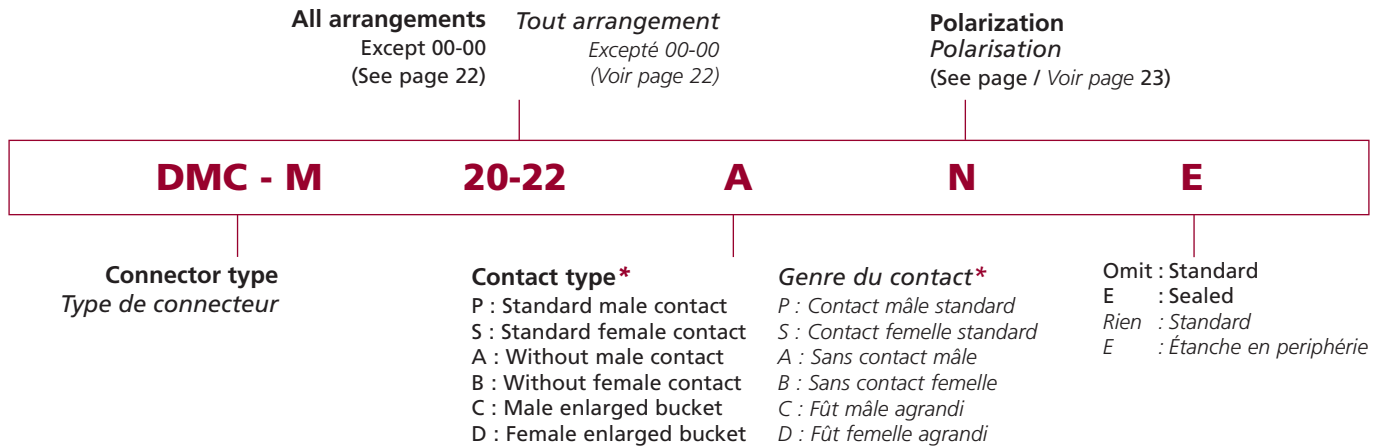 All arrangements
Except 00-00
(See page 22)
Tout arrangement
Excepté 00-00
(Voir page 22)
Polarization
Polarisation
(See page / Voir page 23)
DMC - M 20-22 A N E
Connector type
Type de connecteur
Contact type*
P : Standard male contact
S : Standard female contact
A : Without male contact
B : Without female contact
C : Male enlarged bucket
D : Female enlarged bucket
Genre du contact*
P : Contact mâle standard
S : Contact femelle standard
A : Sans contact mâle
B : Sans contact femelle
C : Fût mâle agrandi
D : Fût femelle agrandi
Omit : Standard
E : Sealed
Rien : Standard
E : Étanche en periphérie